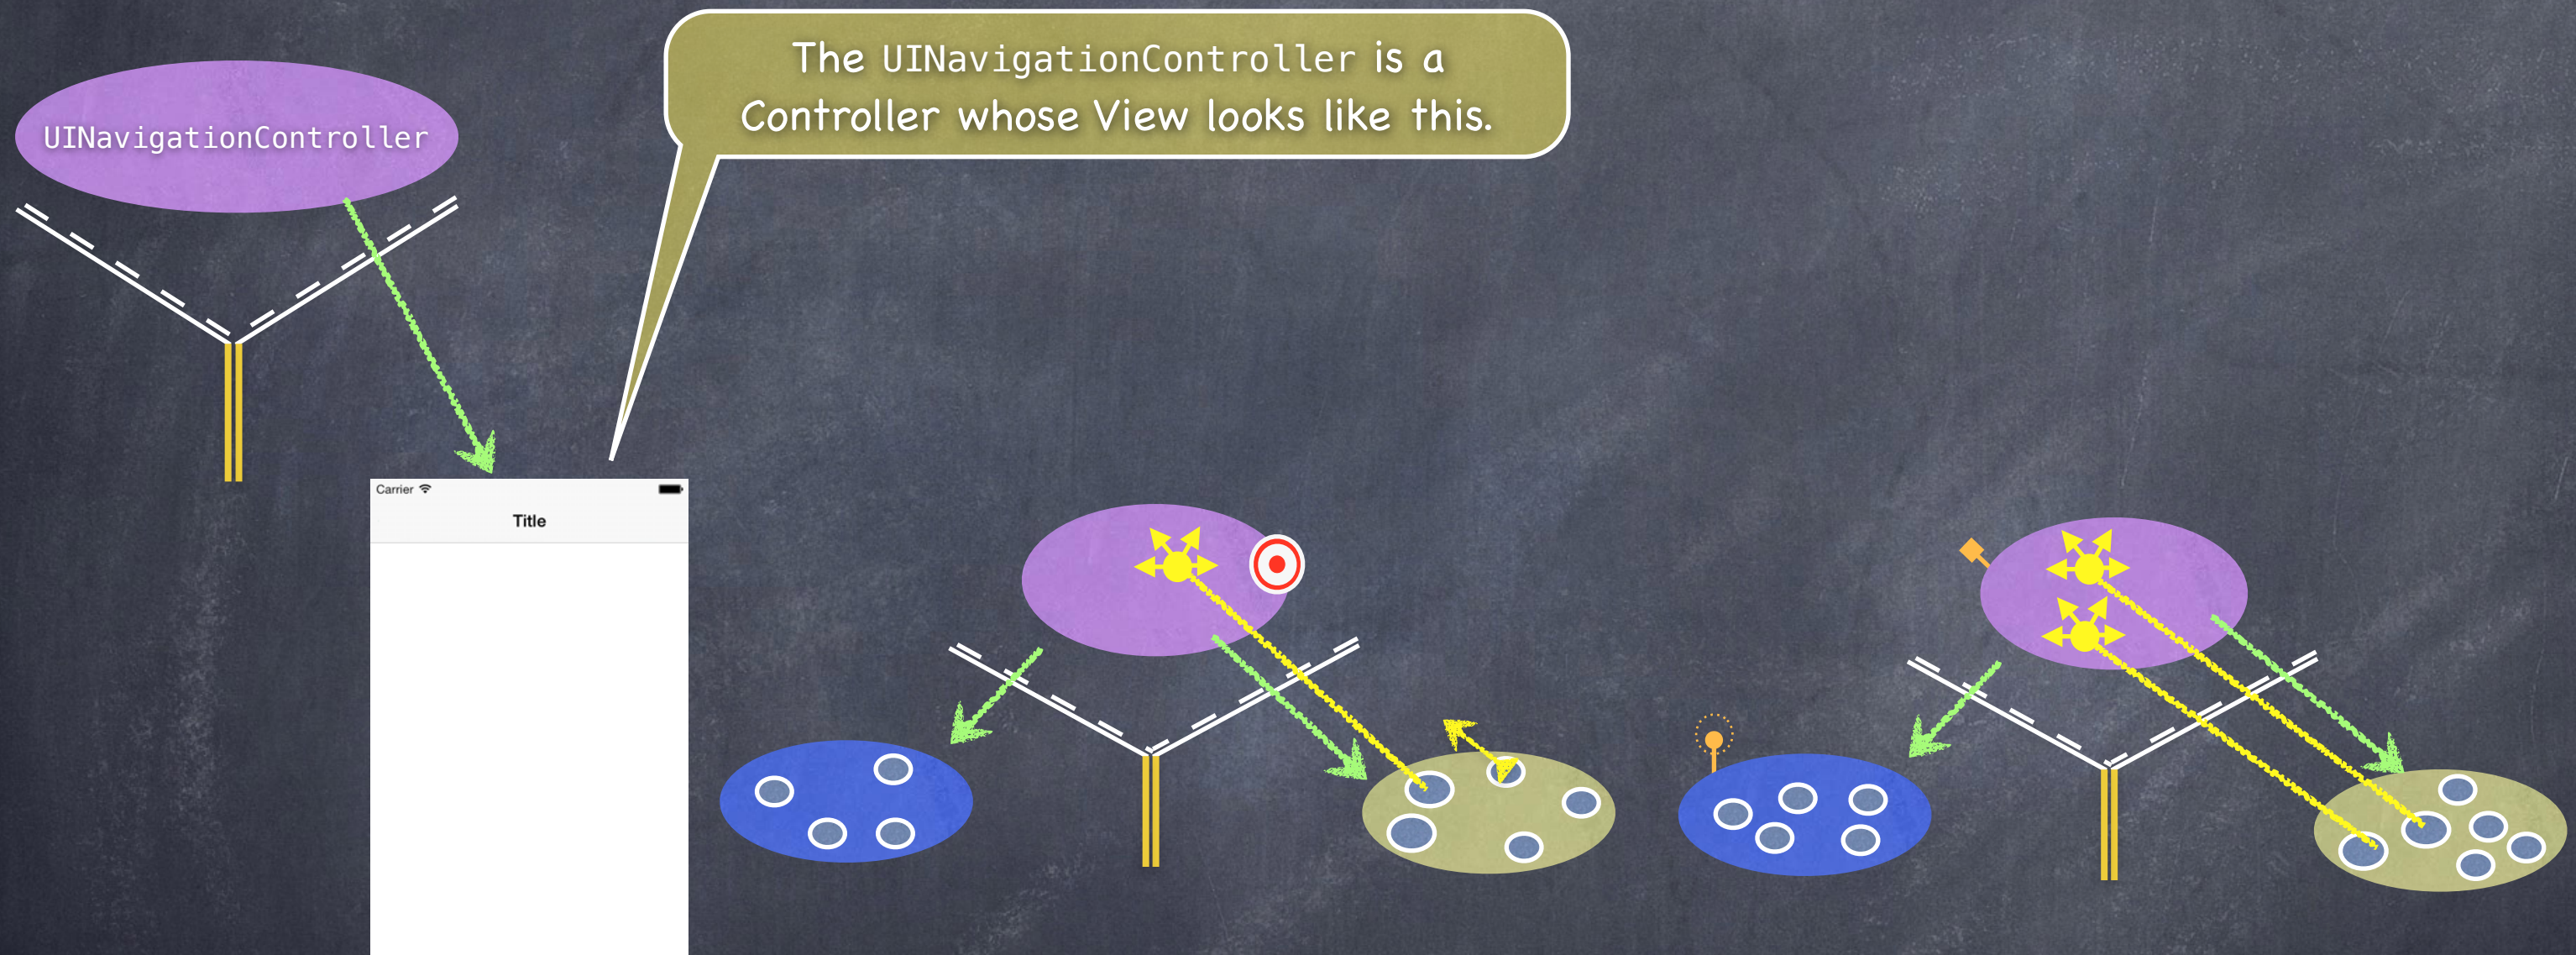 The UINavigationController is a
Controller whose View looks like this.
UINavigationController
Carrier
Title